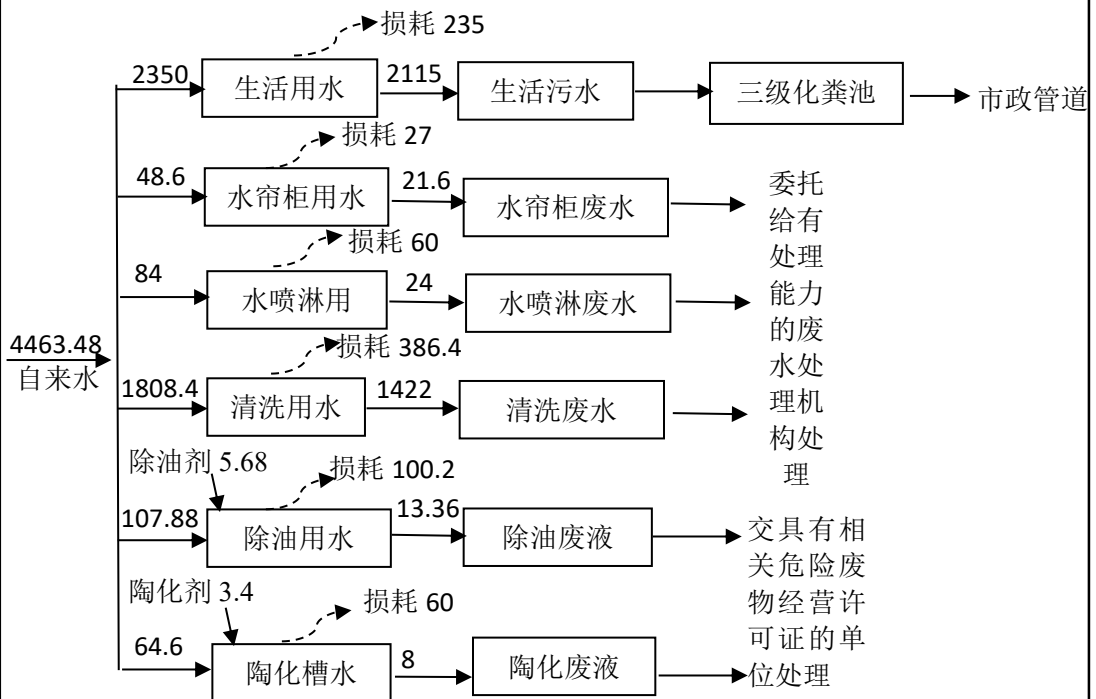 损耗 235
2350
生活用水
2115
生活污水
三级化粪池
市政管道
损耗 27
48.6
水帘柜用水
21.6
水帘柜废水
损耗 60
84
水喷淋用
24
水喷淋废水
委托
给有
处理
能力
的废
水处
理机
构处
理
4463.48
自来水
损耗 386.4
1808.4
清洗用水
1422
清洗废水
除油剂 5.68
损耗 100.2
107.88
除油用水
13.36
除油废液
陶化剂 3.4
损耗 60
64.6
陶化槽水
8
陶化废液
交具有相
关危险废
物经营许
可证的单
位处理